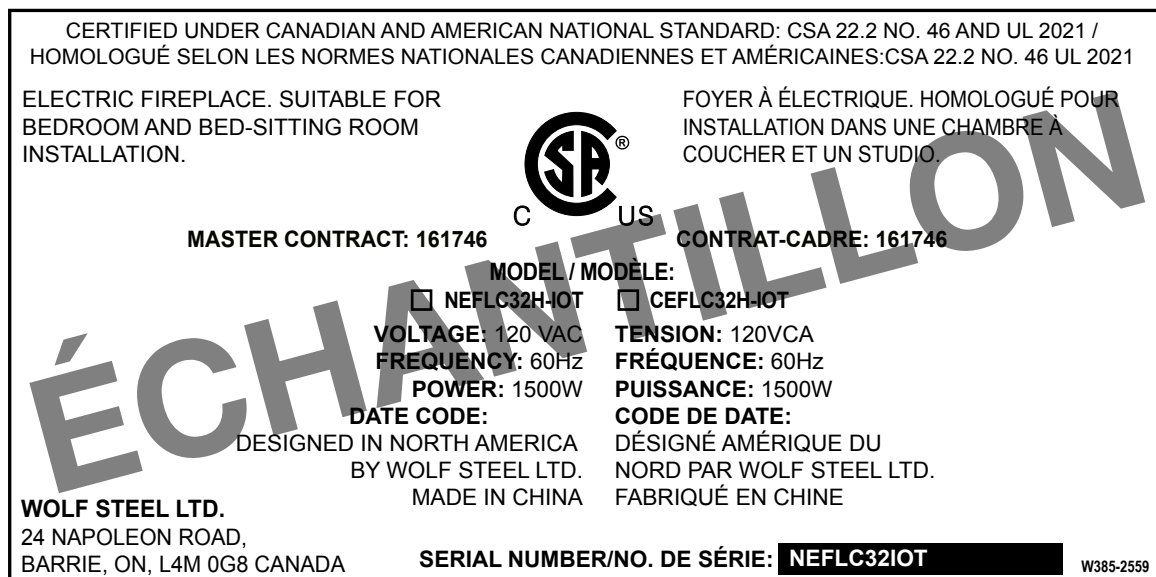 CERTIFIED UNDER CANADIAN AND AMERICAN NATIONAL STANDARD: CSA 22.2 NO. 46 AND UL 2021 /
HOMOLOGUÉ SELON LES NORMES NATIONALES CANADIENNES ET AMÉRICAINES:CSA 22.2 NO. 46 UL 2021
ELECTRIC FIREPLACE. SUITABLE FOR
BEDROOM AND BED-SITTING ROOM
INSTALLATION.
FOYER À ÉLECTRIQUE. HOMOLOGUÉ POUR
INSTALLATION DANS UNE CHAMBRE À
COUCHER ET UN STUDIO.
CSA ®
C US
MASTER CONTRACT: 161746
CONTRAT-CADRE: 161746
MODEL / MODÈLE:
NEFLC32H-IOT CEFLC32H-IOT
VOLTAGE: 120 VAC
FREQUENCY: 60Hz
POWER: 1500W
DATE CODE:
DESIGNED IN NORTH AMERICA
BY WOLF STEEL LTD.
MADE IN CHINA
TENSION: 120VCA
FRÉQUENCE: 60Hz
PUISSANCE: 1500W
CODE DE DATE:
DÉSIGNÉ AMÉRIQUE DU
NORD PAR WOLF STEEL LTD.
FABRIQUÉ EN CHINE
WOLF STEEL LTD.
24 NAPOLEON ROAD,
BARRIE, ON, L4M 0G8 CANADA
SERIAL NUMBER/NO. DE SÉRIE: NEFLC32IOT
W385-2559
ÉCHANTILLON